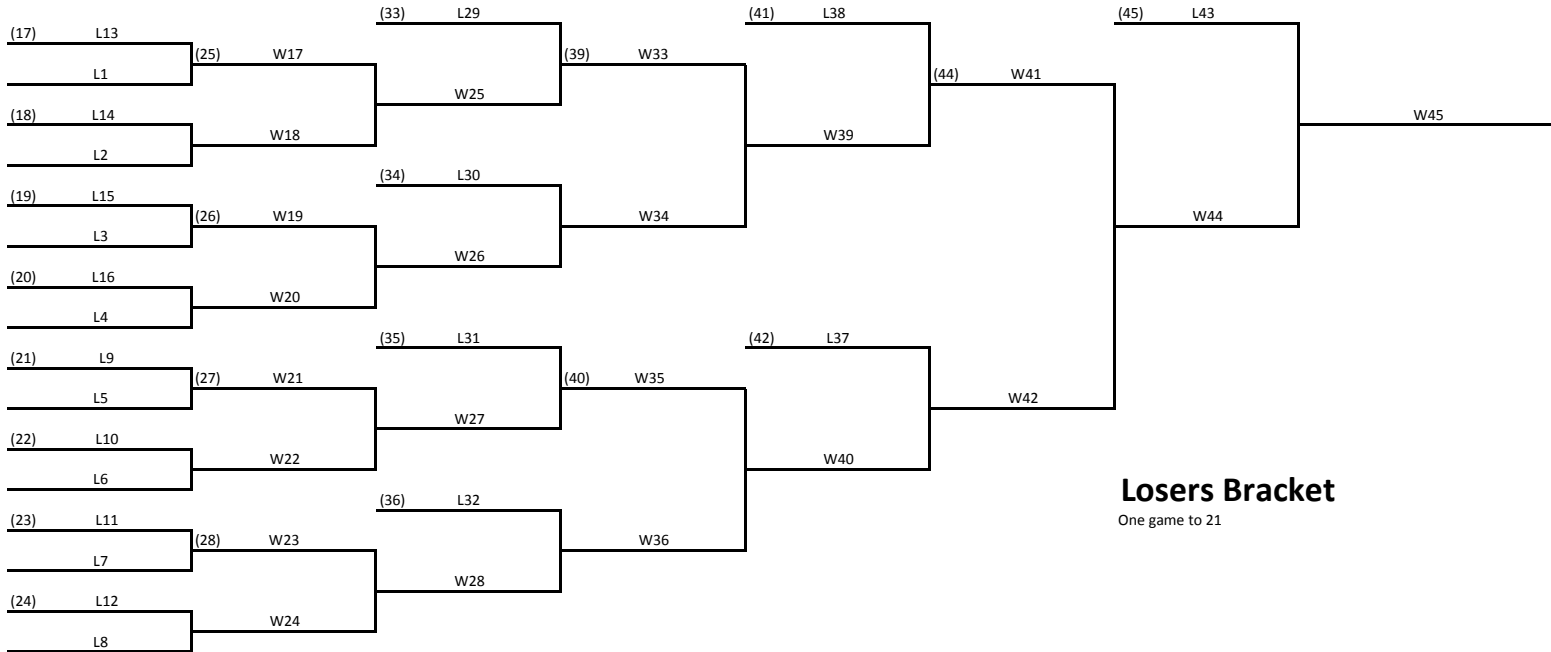 (33) L29
(41) L38
(45) L43
(17) L13
(25) W17
(39) W33
L1
(44) W41
W25
(18) L14
W45
W18
W39
L2
(34) L30
(19) L15
(26) W19
W34
W44
L3
W26
(20) L16
W20
L4
(35) L31
(42) L37
(21) L9
(27) W21
(40) W35
L5
W42
W27
(22) L10
W22
W40
L6
(36) L32
Losers Bracket
(23) L11
One game to 21
(28) W23
W36
L7
W28
(24) L12
W24
L8